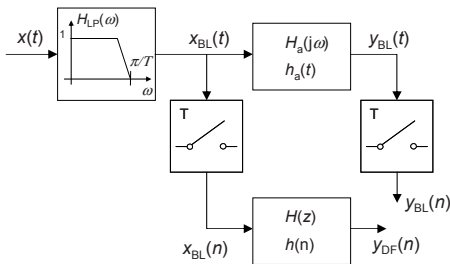 x(t)
H_LP(ω)
1
π/T
ω
x_BL(t)
H_a(jω)
h_a(t)
y_BL(t)
T
T
y_BL(n)
x_BL(n)
H(z)
h(n)
y_DF(n)